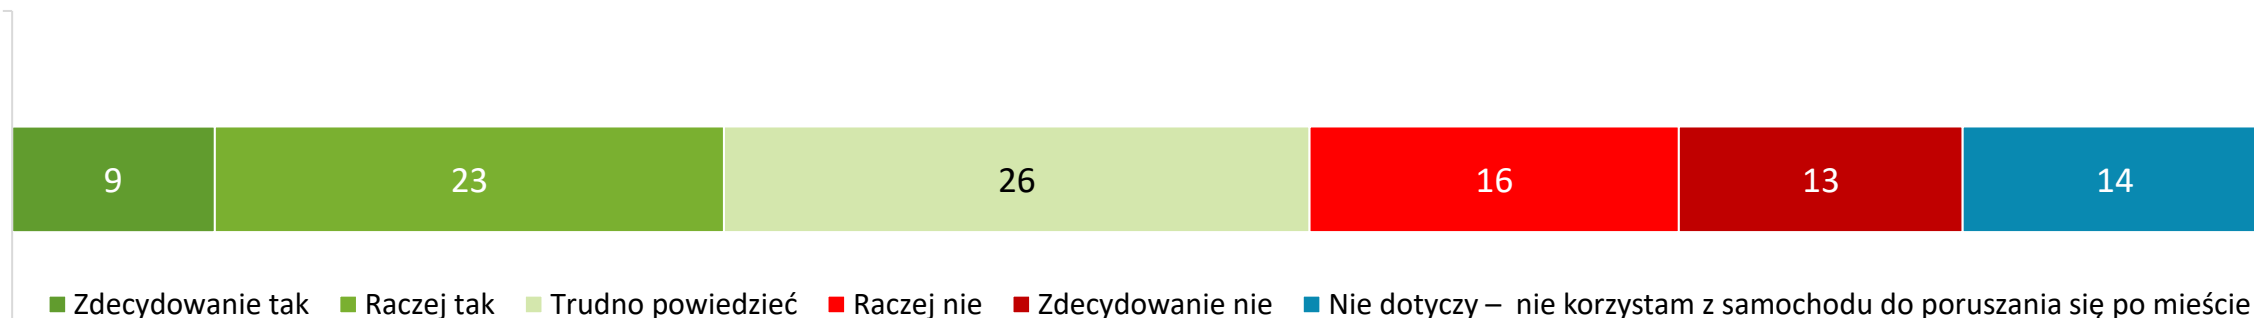 9 23 26 16 13 14
Zdecydowanie tak Raczej tak Trudno powiedzieć Raczej nie Zdecydowanie nie Nie dotyczy – nie korzystam z samochodu do poruszania się po mieście